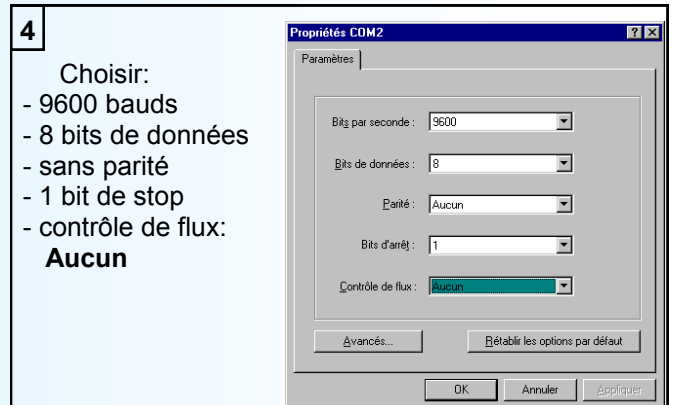 4
Choisir:
- 9600 bauds
- 8 bits de données
- sans parité
- 1 bit de stop
- contrôle de flux:
Aucun
Propriétés COM2
Paramètres
Bits par seconde : 9600
Bits de données : 8
Parité : Aucun
Bits d'arrêt : 1
Contrôle de flux : Aucun
Avancés... Rétablir les options par défaut
OK Annuler Appliquer